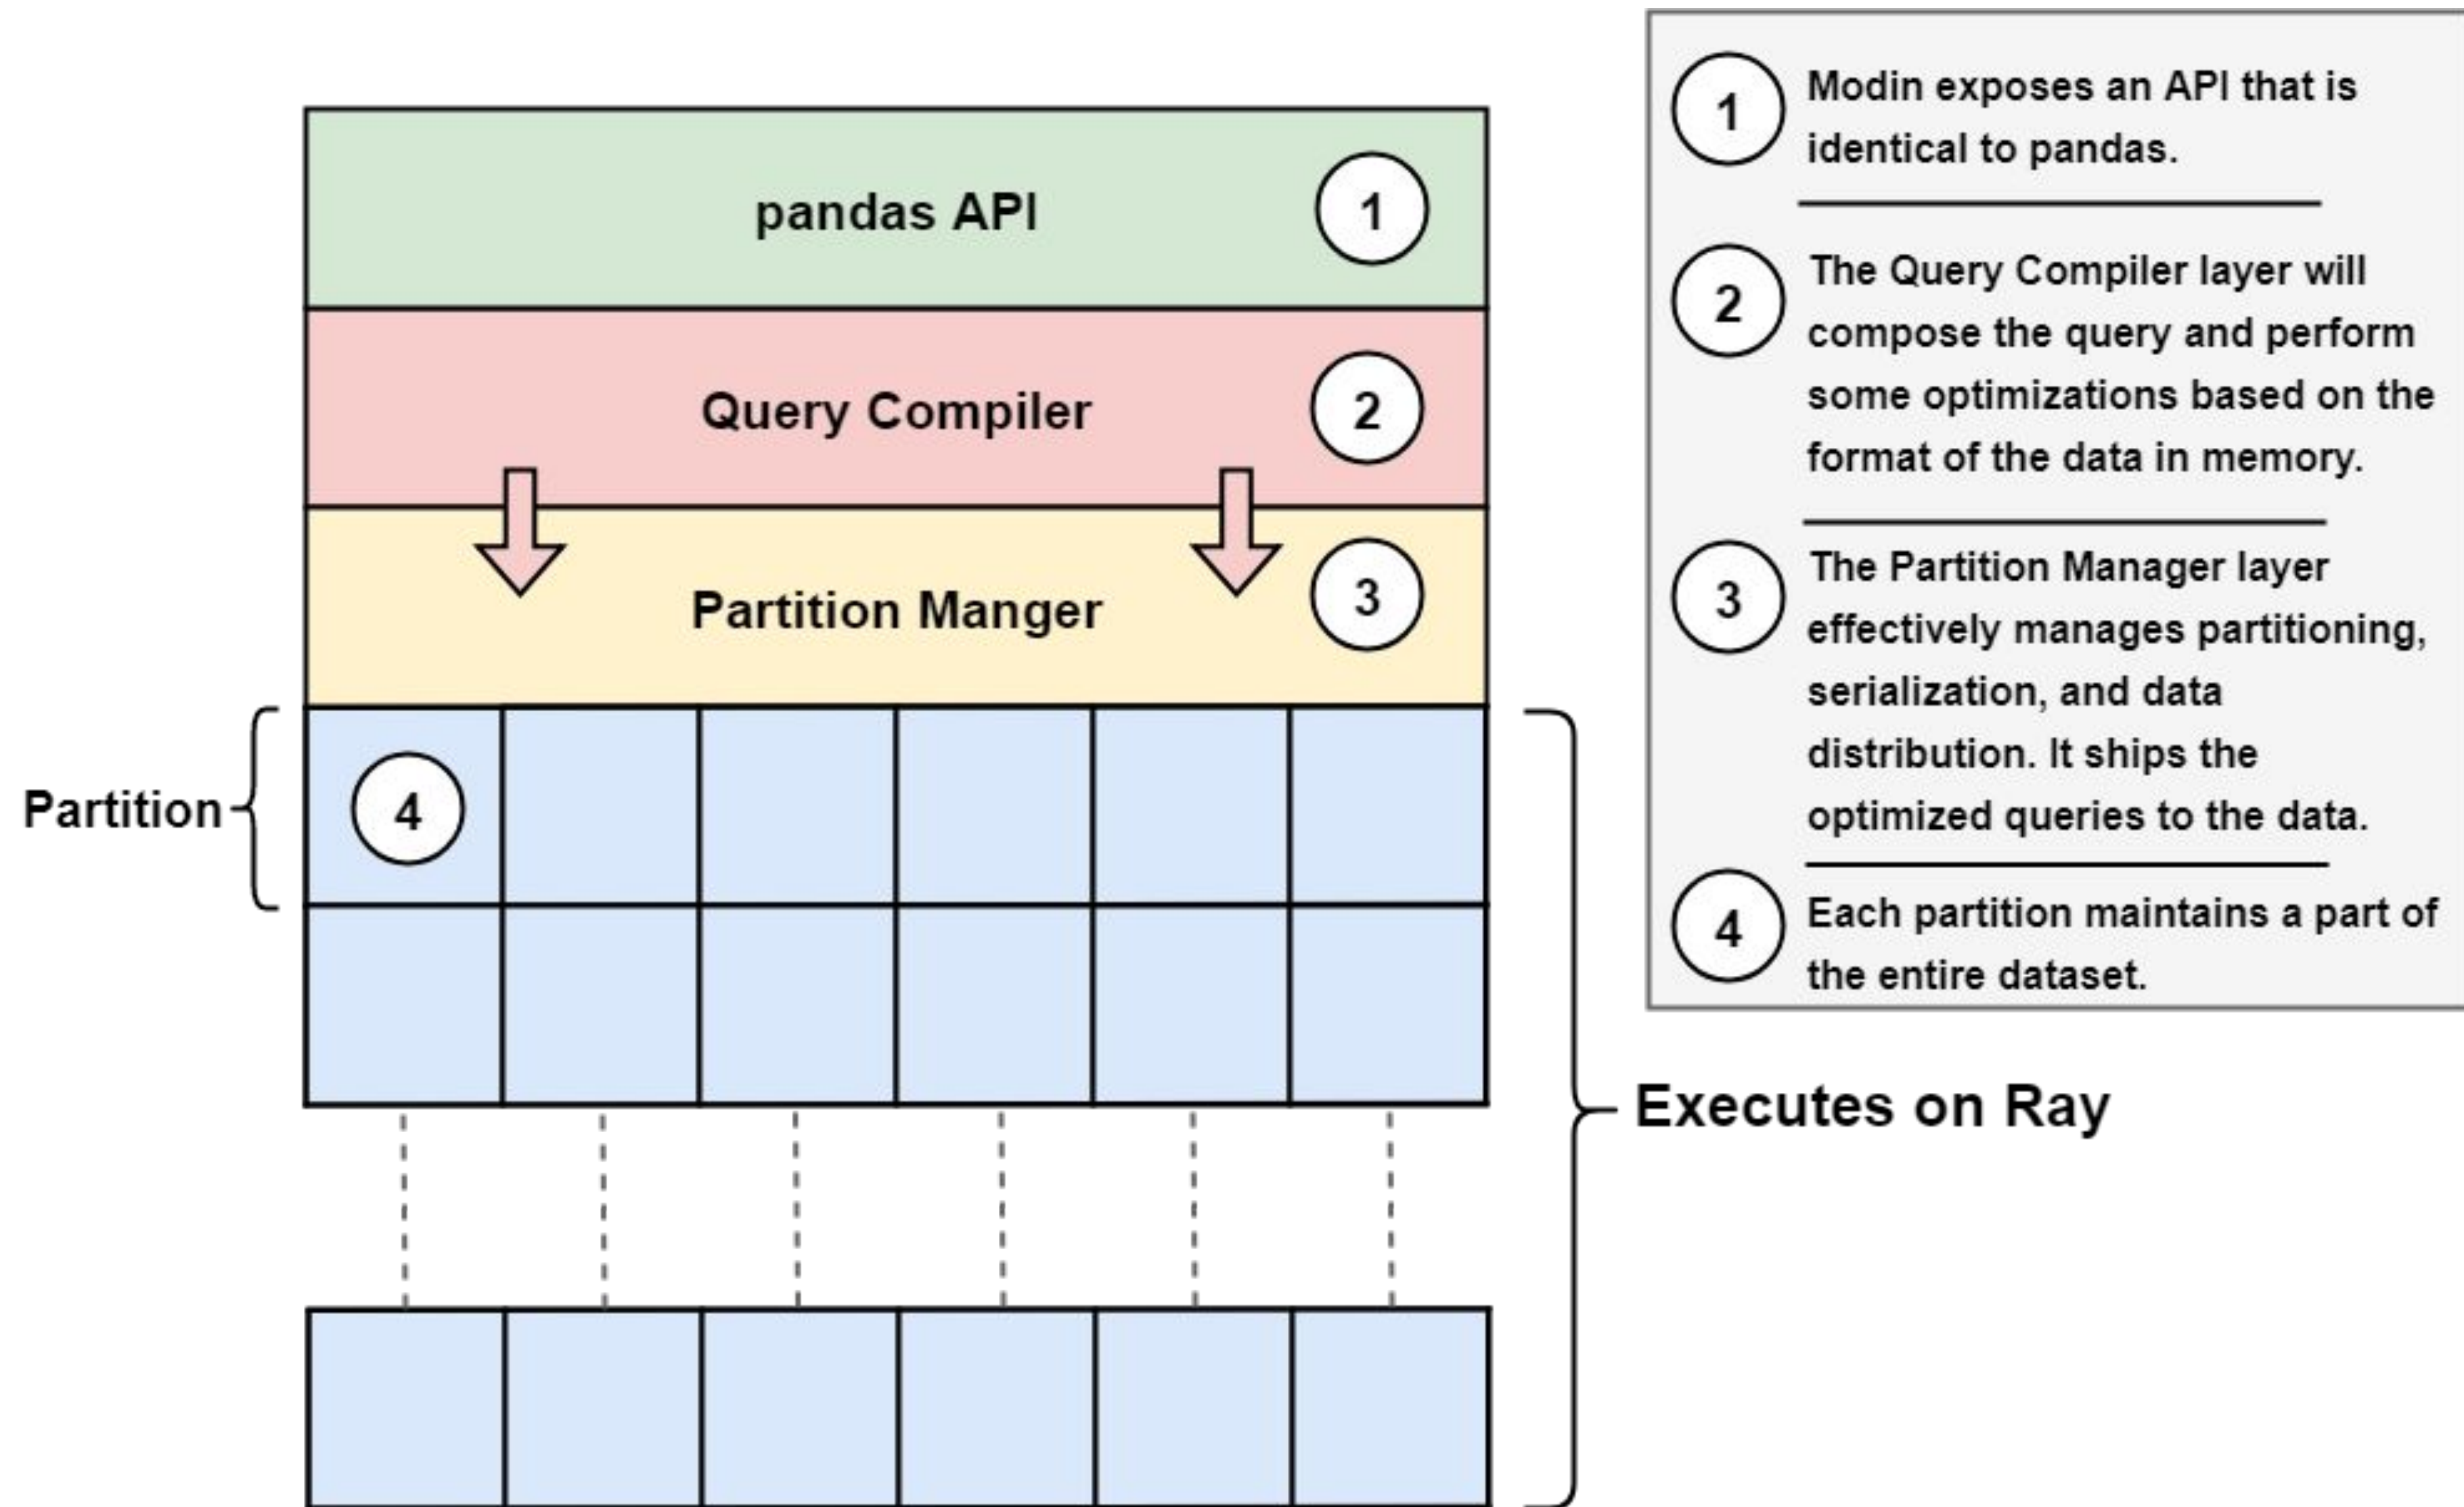 pandas API
1
Query Compiler
2
Partition Manger
3
Partition
4
Executes on Ray
1
Modin exposes an API that is
identical to pandas.
2
The Query Compiler layer will
compose the query and perform
some optimizations based on the
format of the data in memory.
3
The Partition Manager layer
effectively manages partitioning,
serialization, and data
distribution. It ships the
optimized queries to the data.
4
Each partition maintains a part of
the entire dataset.